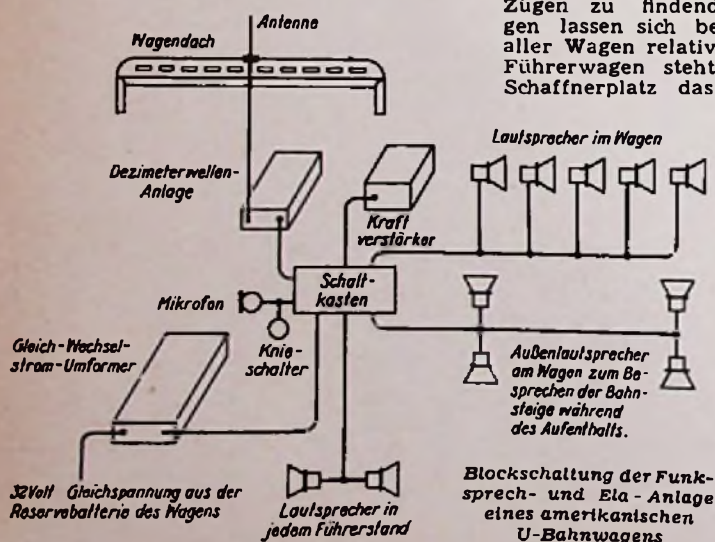 Zügen zu findend
gen lassen sich be
aller Wagen relativ
Führerwagen steht
Schaffnerplatz das
Antenne
Wagendach
Lautsprecher im Wagen
Dezimeterwellen-
Anlage
Kraft
verstärker
Schalt-
kasten
Mikrofon
Knie-
schalter
Gleich-Wechsel-
strom-Umformer
Außenlautsprecher
am Wagen zum Be-
sprechen der Bahn-
steige während
des Aufenthalts.
32 Volt Gleichspannung aus der
Reservebatterie des Wagens
Lautsprecher in
jedem Führerstand
Blockschaltung der Funk-
sprech- und Ela-Anlage
eines amerikanischen
U-Bahnwagens